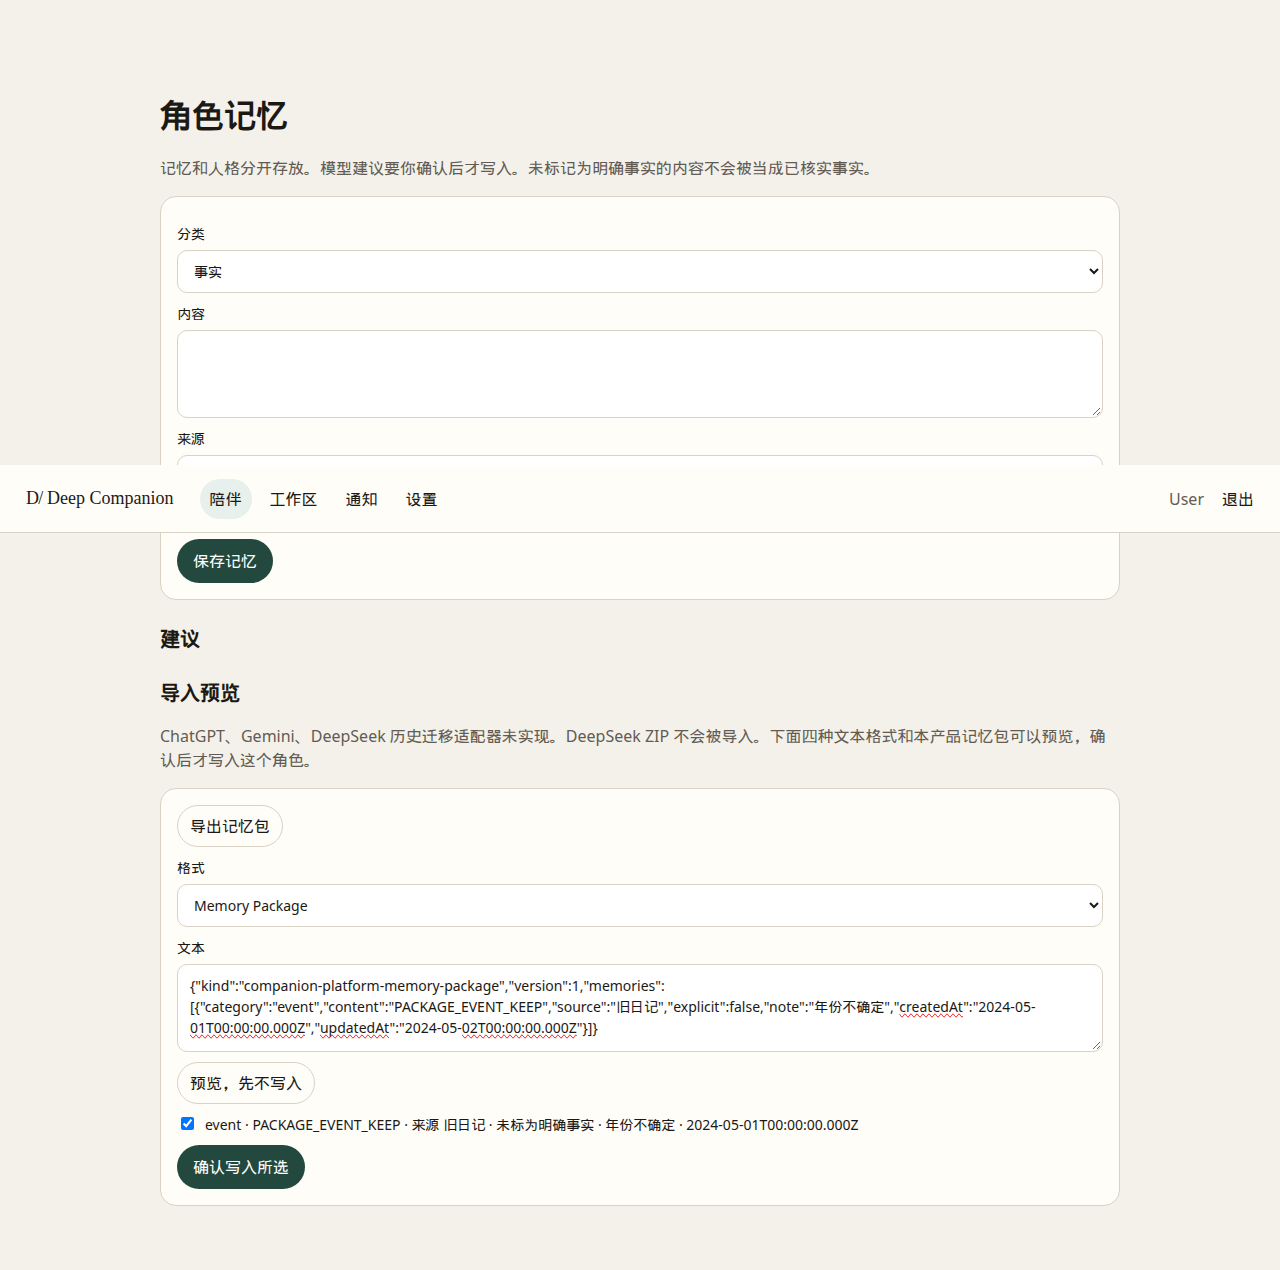 角色记忆
记忆和人格分开存放。模型建议要你确认后才写入。未标记为明确事实的内容不会被当成已核实事实。
分类
事实
内容
来源
D/ Deep Companion
陪伴
工作区
通知
设置
User
退出
保存记忆
建议
导入预览
ChatGPT、Gemini、DeepSeek 历史迁移适配器未实现。DeepSeek ZIP 不会被导入。下面四种文本格式和本产品记忆包可以预览，确
认后才写入这个角色。
导出记忆包
格式
Memory Package
文本
{"kind":"companion-platform-memory-package","version":1,"memories":
[{"category":"event","content":"PACKAGE_EVENT_KEEP","source":"旧日记","explicit":false,"note":"年份不确定","createdAt":"2024-05-
01T00:00:00.000Z","updatedAt":"2024-05-02T00:00:00.000Z"}]}
预览，先不写入
event · PACKAGE_EVENT_KEEP · 来源 旧日记 · 未标为明确事实 · 年份不确定 · 2024-05-01T00:00:00.000Z
确认写入所选